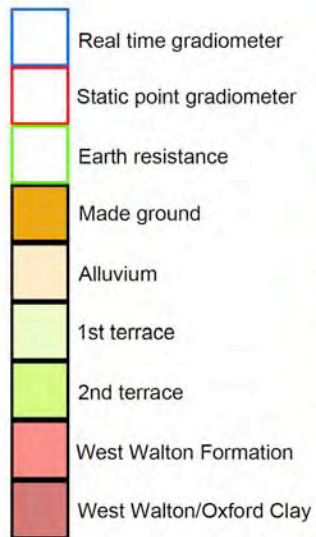 Real time gradiometer
Static point gradiometer
Earth resistance
Made ground
Alluvium
1st terrace
2nd terrace
West Walton Formation
West Walton/Oxford Clay